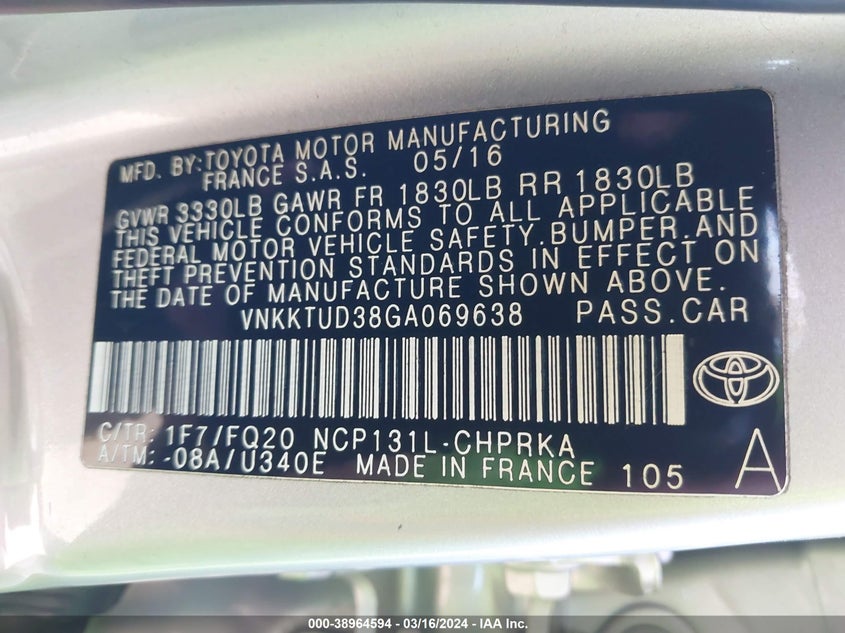 MFD. BY:TOYOTA MOTOR MANUFACTURING
FRANCE S.A.S. 05/16
GVWR 3330LB GAWR FR 1830LB RR 1830LB
THIS VEHICLE CONFORMS TO ALL APPLICABLE
FEDERAL MOTOR VEHICLE SAFETY,BUMPER,AND
THEFT PREVENTION STANDARDS IN EFFECT ON
THE DATE OF MANUFACTURE SHOWN ABOVE.
VNKKTUD38GA069638 PASS.CAR
C/TR: 1F7/FQ20 NCP131L-CHPRKA
A/TM: -08A/U340E MADE IN FRANCE 105 A
000-38964594 - 03/16/2024 - IAA Inc.